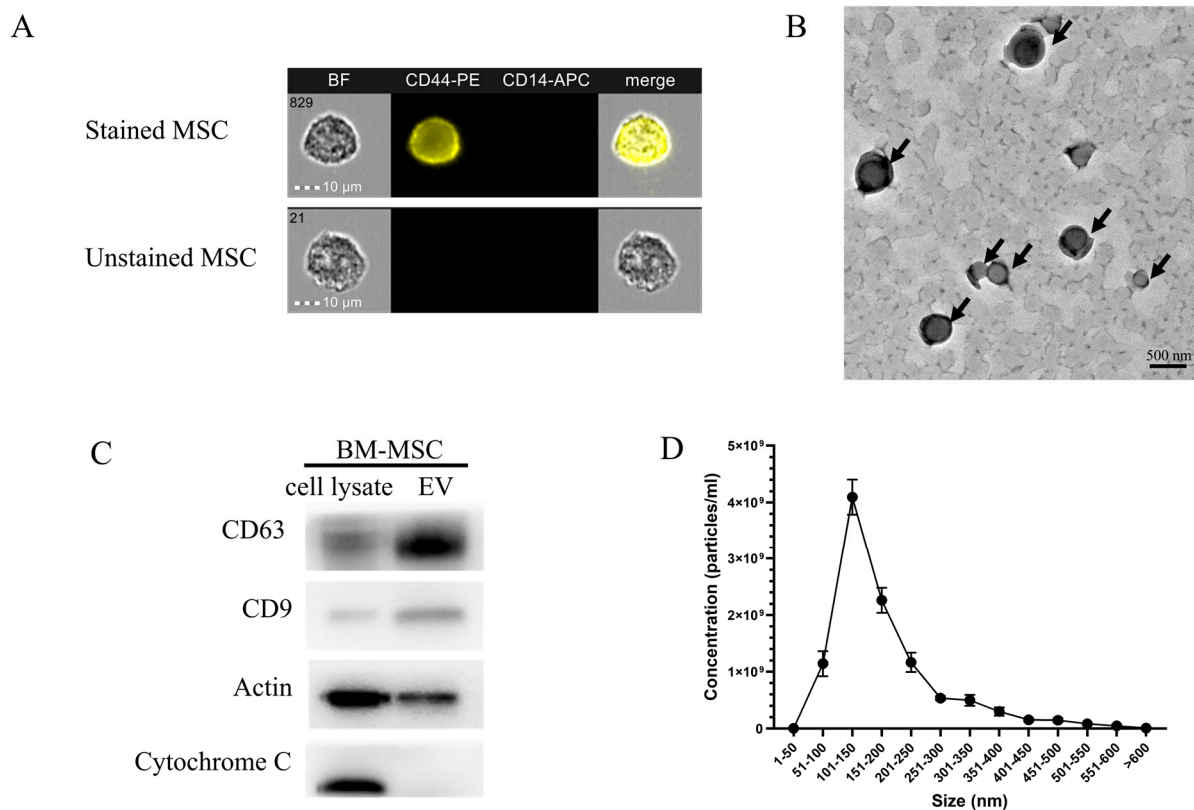 A
BF CD44-PE CD14-APC merge
Stained MSC
829
10 µm
Unstained MSC
21
10 µm
B
500 nm
C
BM-MSC
cell lysate EV
CD63
CD9
Actin
Cytochrome C
D
Concentration (particles/ml)
5×10⁹
4×10⁹
3×10⁹
2×10⁹
1×10⁹
0
1-50 51-100 101-150 151-200 201-250 251-300 301-350 351-400 401-450 451-500 501-550 551-600 >600
Size (nm)